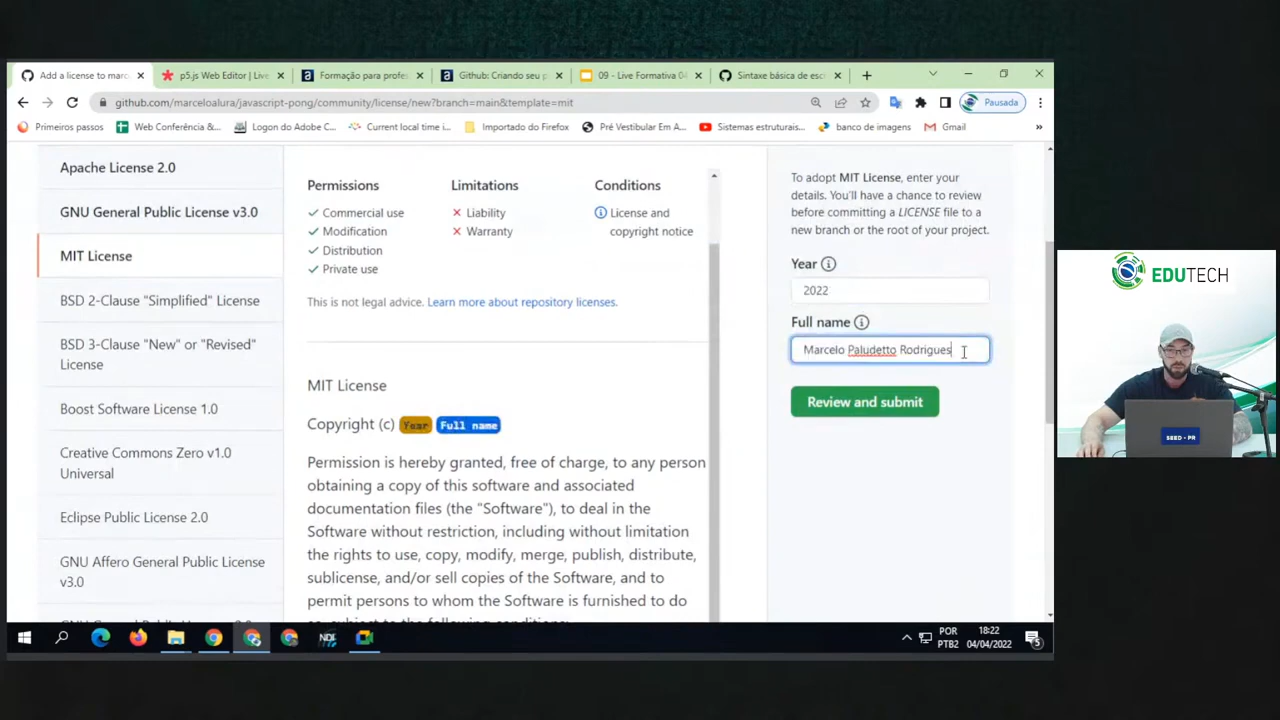 Add a license to marc
p5.js Web Editor | Live
Formação para profes
Github: Criando seu p
09 - Live Formativa 04
Sintaxe básica de esc
github.com/marceloalura/javascript-pong/community/license/new?branch=main&template=mit
Pausada
Primeiros passos
Web Conferência &...
Logon do Adobe C...
Current local time i...
Importado do Firefox
Pré Vestibular Em A...
Sistemas estruturais...
banco de imagens
Gmail
»
Apache License 2.0
GNU General Public License v3.0
MIT License
BSD 2-Clause "Simplified" License
BSD 3-Clause "New" or "Revised"
License
Boost Software License 1.0
Creative Commons Zero v1.0
Universal
Eclipse Public License 2.0
GNU Affero General Public License
v3.0
Permissions
Commercial use
Modification
Distribution
Private use
Limitations
Liability
Warranty
Conditions
License and
copyright notice
This is not legal advice. Learn more about repository licenses.
MIT License
Copyright (c) Year Full name
Permission is hereby granted, free of charge, to any person
obtaining a copy of this software and associated
documentation files (the "Software"), to deal in the
Software without restriction, including without limitation
the rights to use, copy, modify, merge, publish, distribute,
sublicense, and/or sell copies of the Software, and to
permit persons to whom the Software is furnished to do
To adopt MIT License, enter your
details. You'll have a chance to review
before committing a LICENSE file to a
new branch or the root of your project.
Year
2022
Full name
Marcelo Paludetto Rodrigues
Review and submit
NDI
POR
PTB2
18:22
04/04/2022
5
EDUTECH
SEED - PR